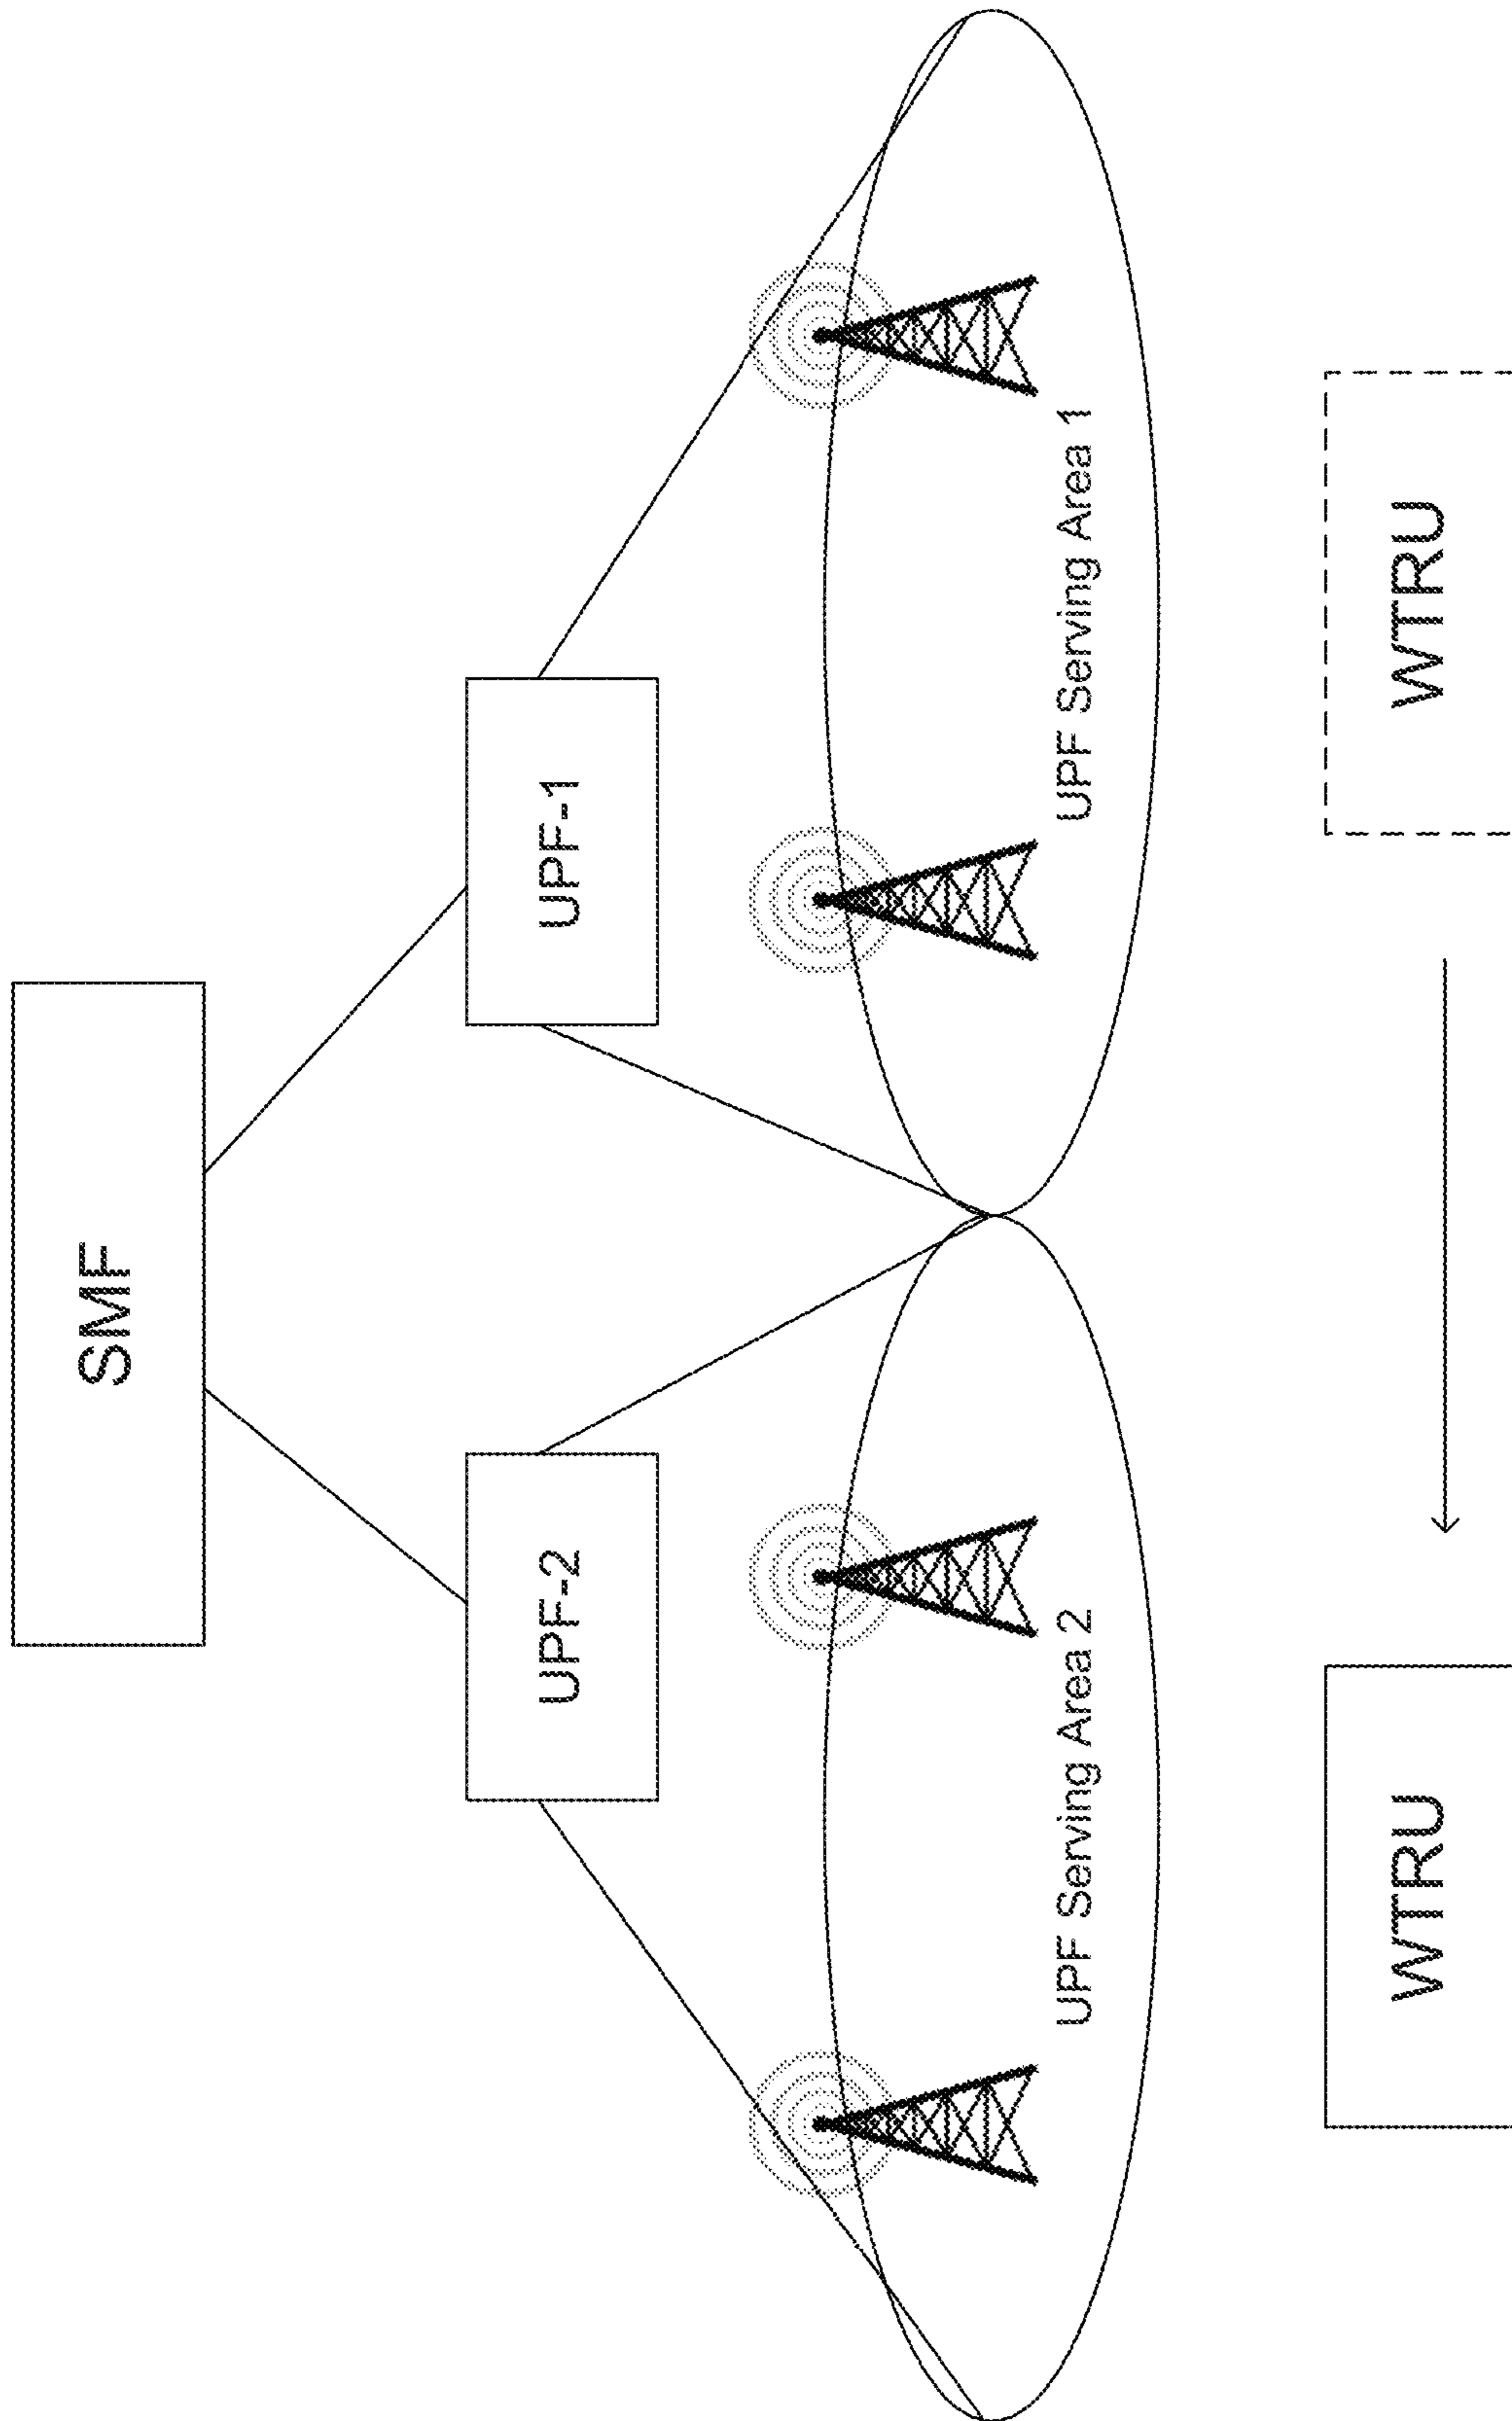 SMF
UPF-2
UPF-1
UPF Serving Area 2
UPF Serving Area 1
WTRU
WTRU